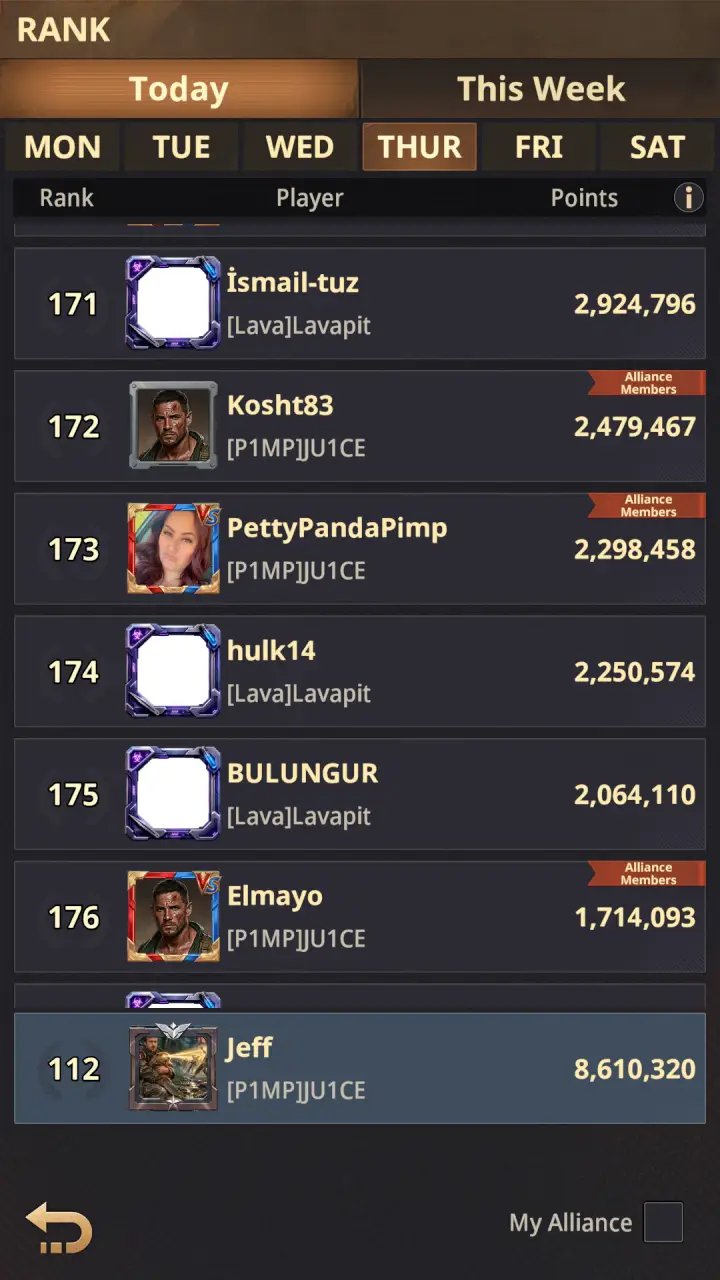 RANK
Today This Week
MON TUE WED THUR FRI SAT
Rank Player Points i
171 İsmail-tuz 2,924,796
[Lava]Lavapit
Alliance Members
172 Kosht83 2,479,467
[P1MP]JU1CE
Alliance Members
173 VS PettyPandaPimp 2,298,458
[P1MP]JU1CE
174 hulk14 2,250,574
[Lava]Lavapit
175 BULUNGUR 2,064,110
[Lava]Lavapit
Alliance Members
176 VS Elmayo 1,714,093
[P1MP]JU1CE
112 Jeff 8,610,320
[P1MP]JU1CE
My Alliance